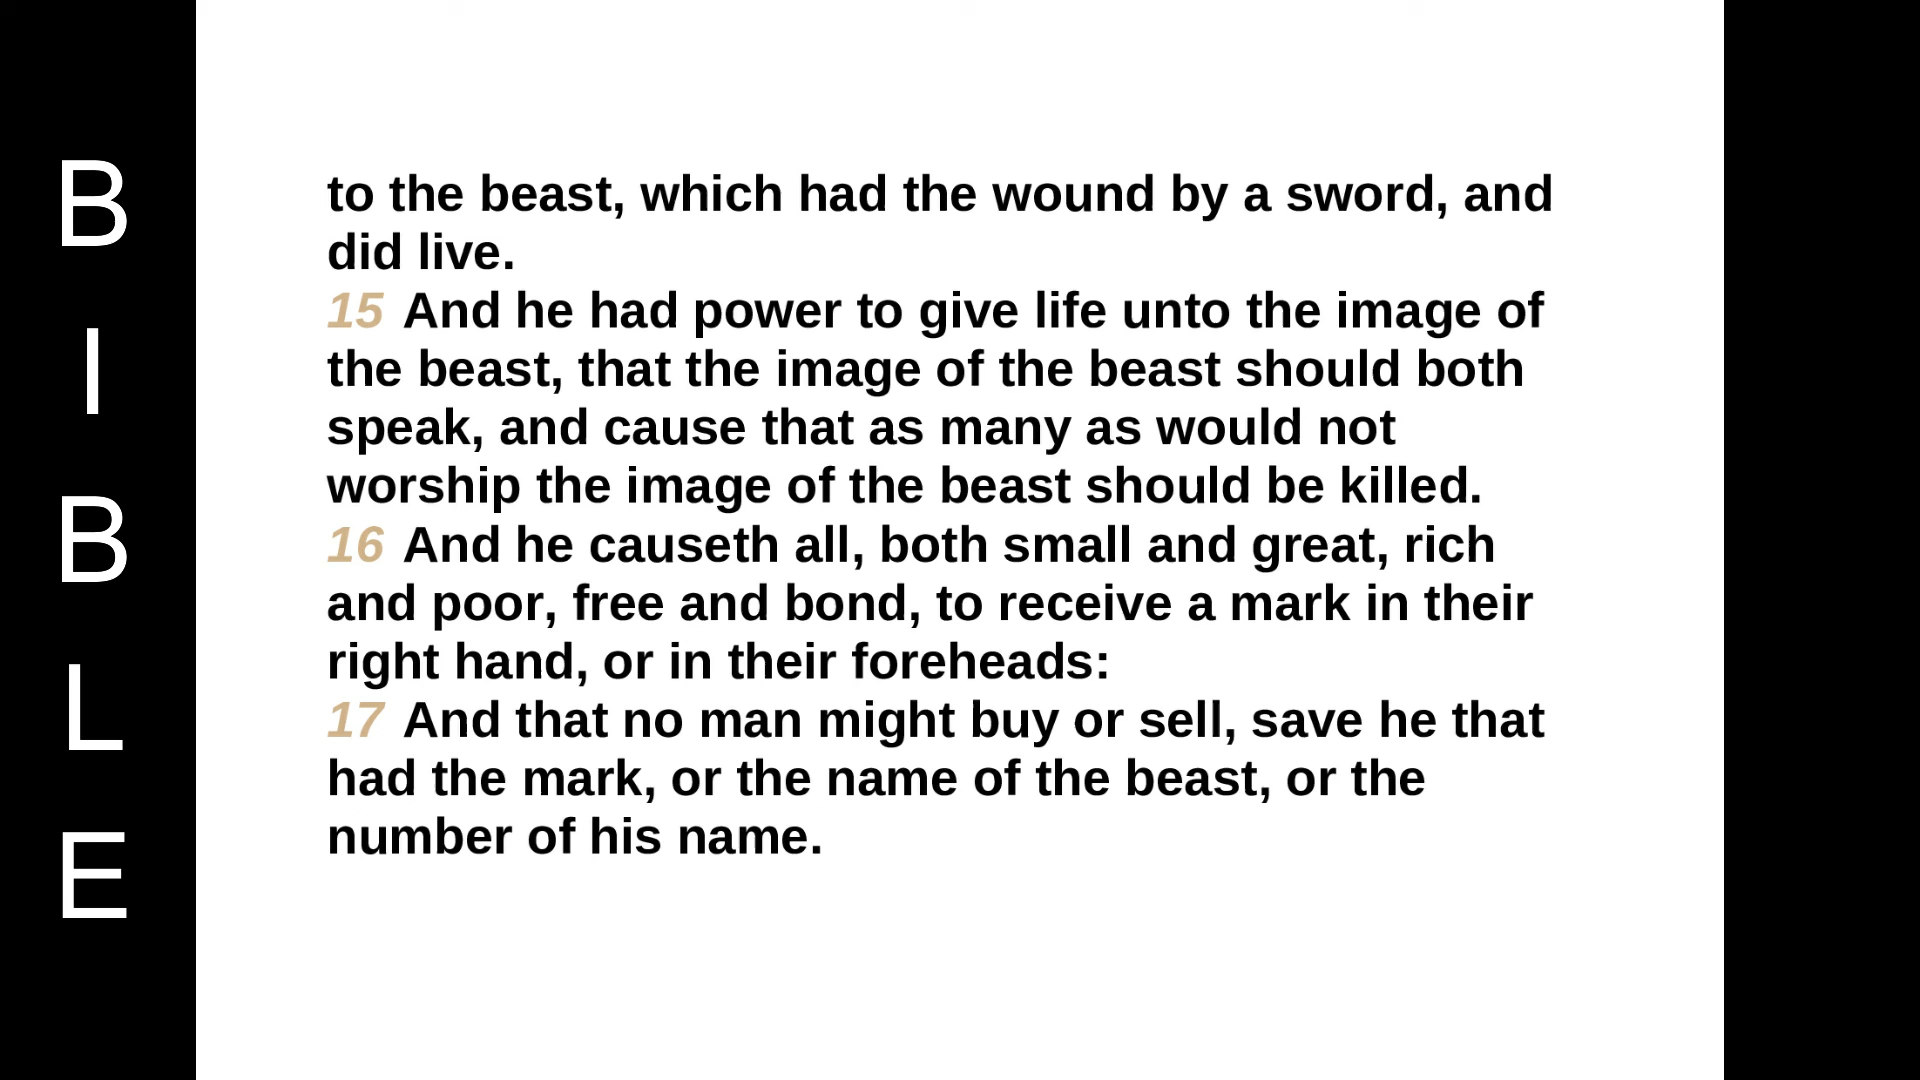 B
I
B
L
E
to the beast, which had the wound by a sword, and
did live.
15 And he had power to give life unto the image of
the beast, that the image of the beast should both
speak, and cause that as many as would not
worship the image of the beast should be killed.
16 And he causeth all, both small and great, rich
and poor, free and bond, to receive a mark in their
right hand, or in their foreheads:
17 And that no man might buy or sell, save he that
had the mark, or the name of the beast, or the
number of his name.